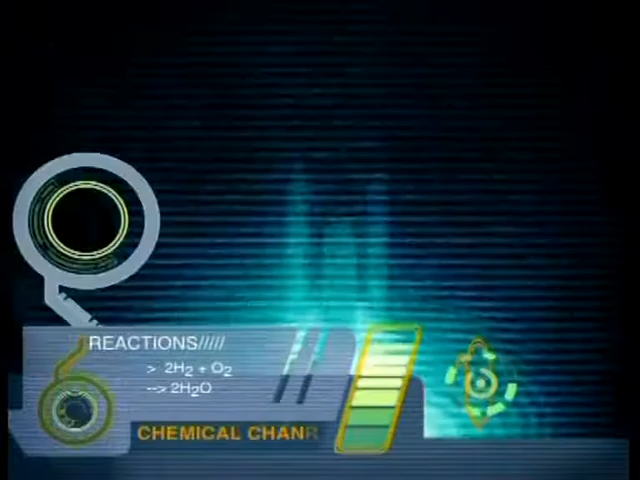 REACTIONS/////
> 2H₂ + O₂
--> 2H₂O
CHEMICAL CHANR